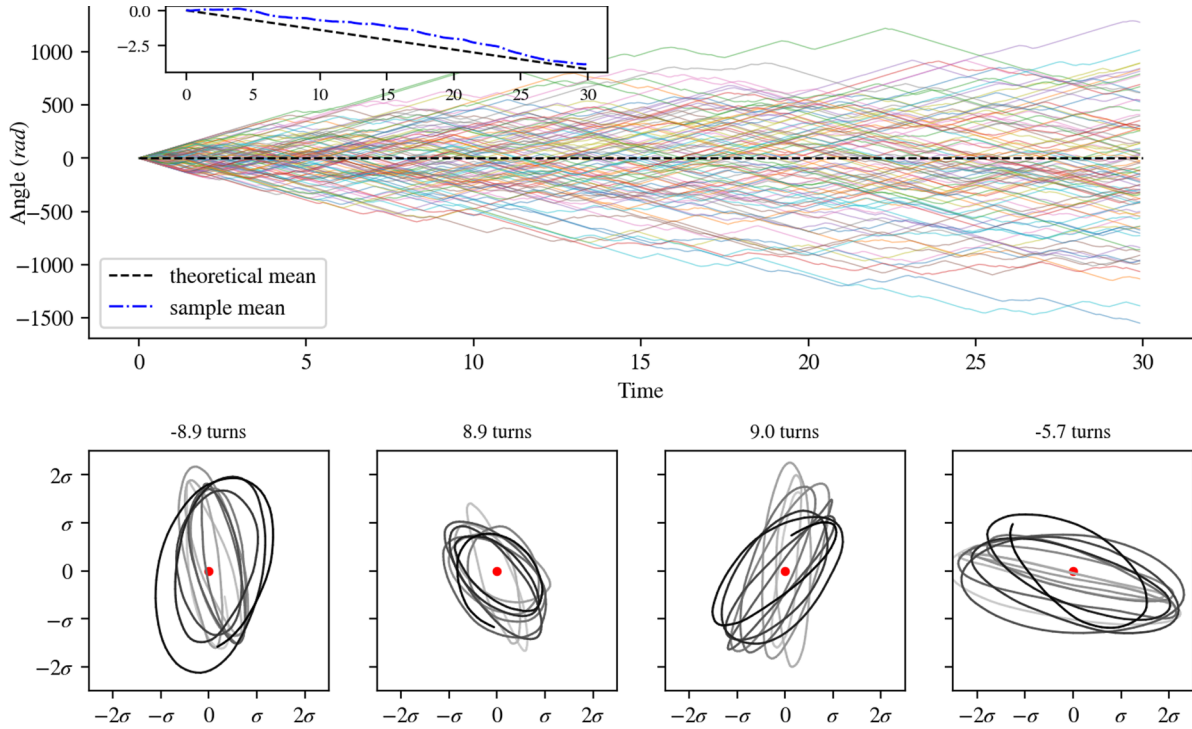 0.0
−2.5
0 5 10 15 20 25 30
1000
500
0
−500
−1000
−1500
Angle (rad)
theoretical mean
sample mean
0 5 10 15 20 25 30
Time
-8.9 turns 8.9 turns 9.0 turns -5.7 turns
2σ
σ
0
−σ
−2σ
−2σ −σ 0 σ 2σ −2σ −σ 0 σ 2σ −2σ −σ 0 σ 2σ −2σ −σ 0 σ 2σ